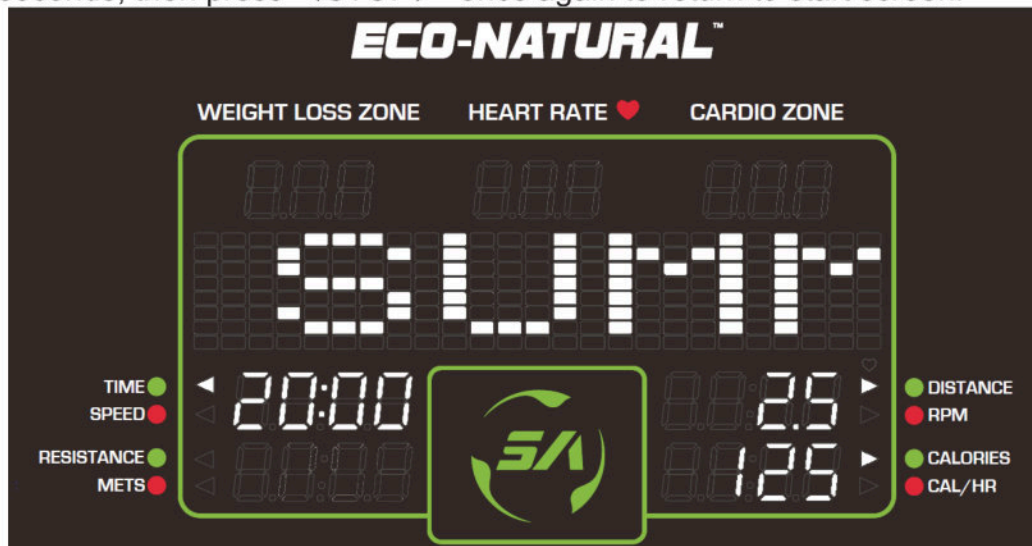 ECO-NATURAL™
WEIGHT LOSS ZONE HEART RATE CARDIO ZONE
SUMM
TIME 20:00 2.5 DISTANCE
SPEED RPM
RESISTANCE 125 CALORIES
METS CAL/HR
SA